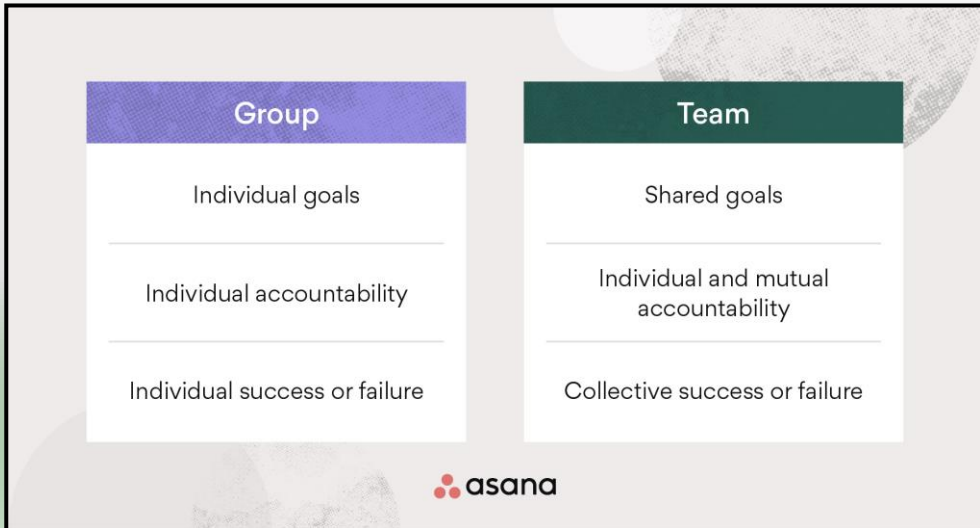 Group
Individual goals
Individual accountability
Individual success or failure
Team
Shared goals
Individual and mutual
accountability
Collective success or failure
asana